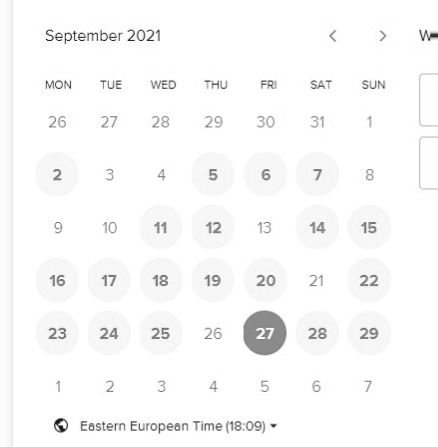 September 2021 < >
MON TUE WED THU FRI SAT SUN
26 27 28 29 30 31 1
2 3 4 5 6 7 8
9 10 11 12 13 14 15
16 17 18 19 20 21 22
23 24 25 26 27 28 29
1 2 3 4 5 6 7
Eastern European Time (18:09)